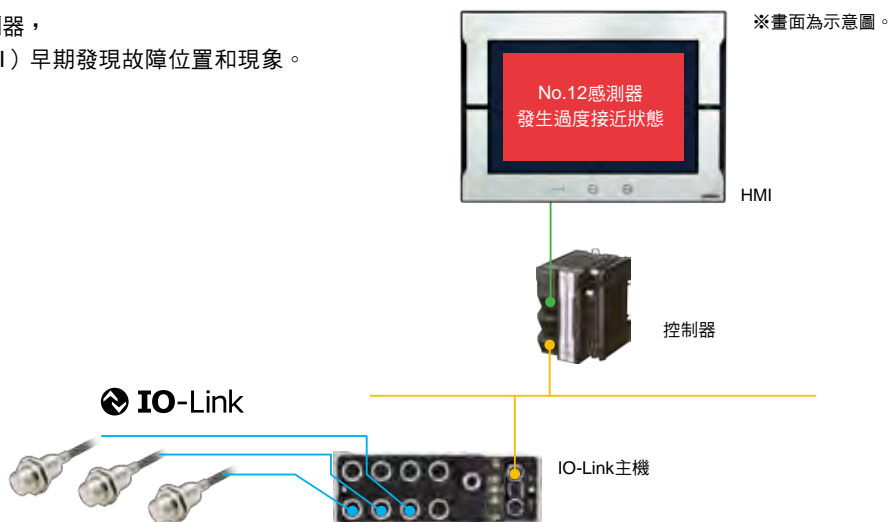 測器，
I）早期發現故障位置和現象。
※畫面為示意圖。
No.12感測器
發生過度接近狀態
HMI
控制器
IO-Link
IO-Link主機